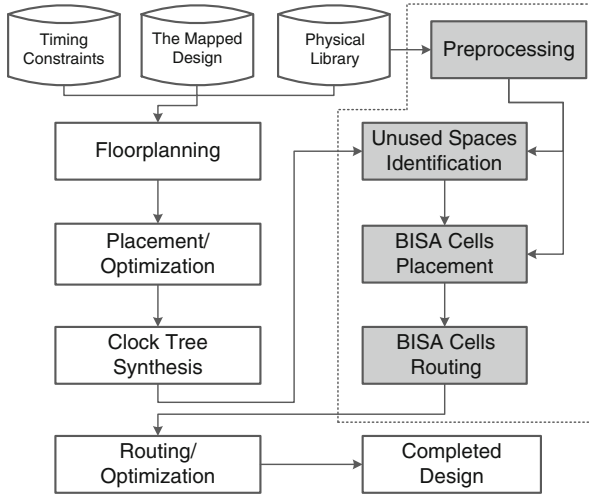 Timing
Constraints
The Mapped
Design
Physical
Library
Preprocessing
Floorplanning
Unused Spaces
Identification
Placement/
Optimization
BISA Cells
Placement
Clock Tree
Synthesis
BISA Cells
Routing
Routing/
Optimization
Completed
Design